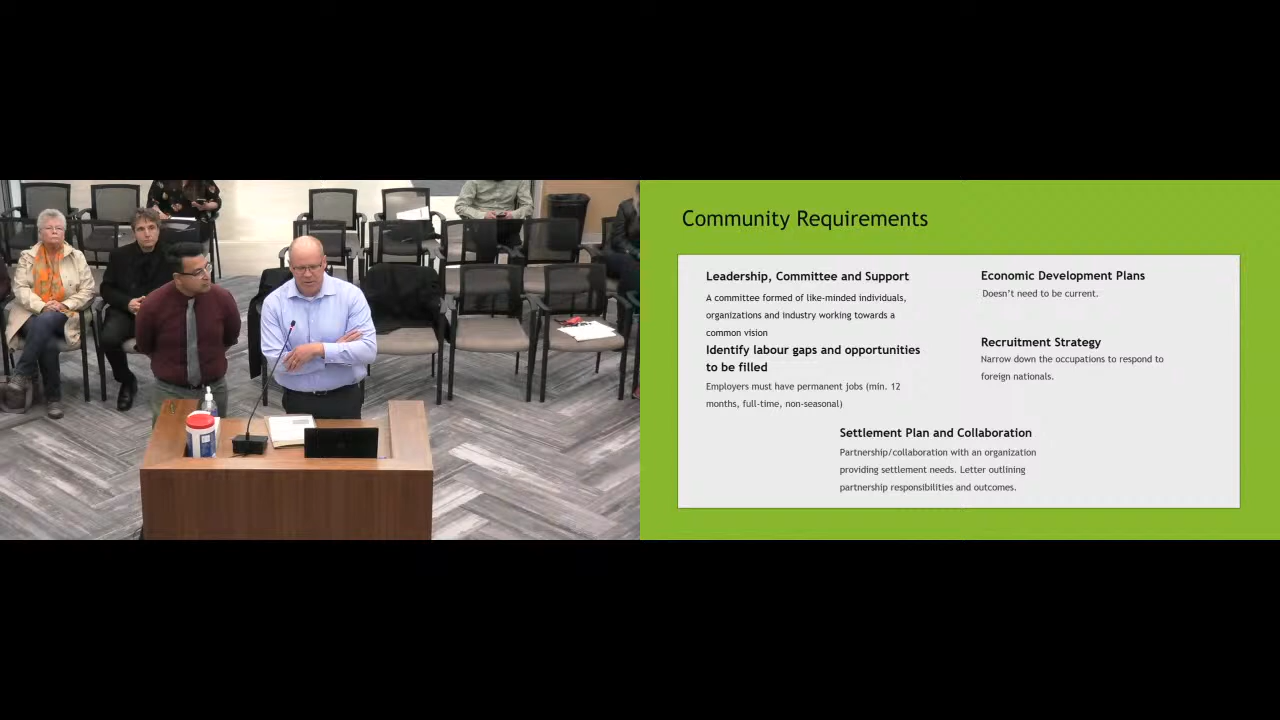 Community Requirements
Leadership, Committee and Support
A committee formed of like-minded individuals,
organizations and industry working towards a
common vision
Identify labour gaps and opportunities
to be filled
Employers must have permanent jobs (min. 12
months, full-time, non-seasonal)
Economic Development Plans
Doesn't need to be current.
Recruitment Strategy
Narrow down the occupations to respond to
foreign nationals.
Settlement Plan and Collaboration
Partnership/collaboration with an organization
providing settlement needs. Letter outlining
partnership responsibilities and outcomes.